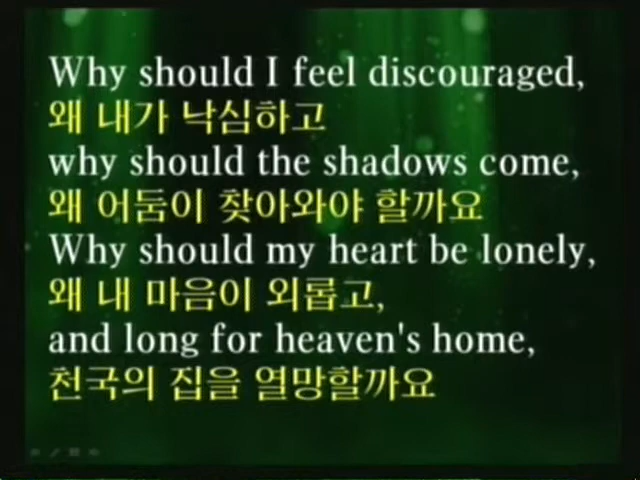 Why should I feel discouraged,
왜 내가 낙심하고
why should the shadows come,
왜 어둠이 찾아와야 할까요
Why should my heart be lonely,
왜 내 마음이 외롭고,
and long for heaven's home,
천국의 집을 열망할까요